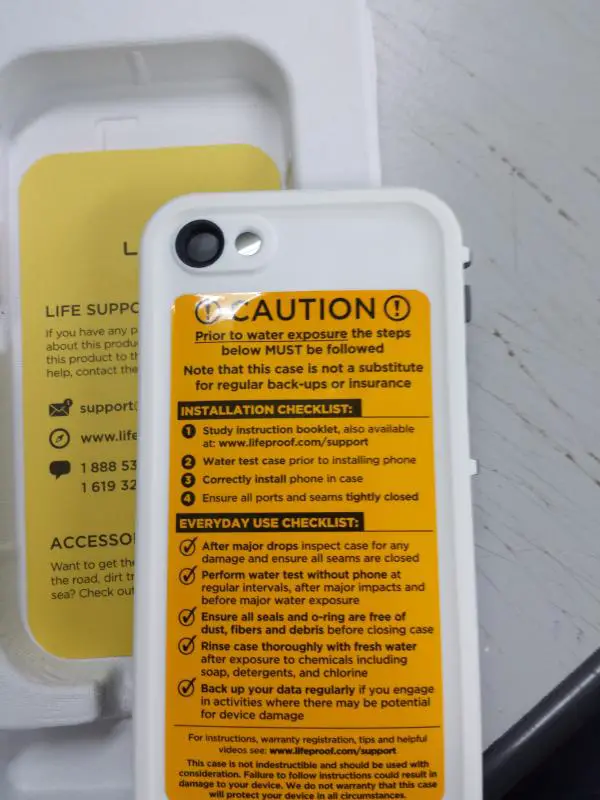 L
LIFE SUPPO
If you have any p
about this produ
this product to th
help, contact the
support@
www.life
1 888 53
1 619 32
ACCESSO
Want to get the
the road, dirt tr
sea? Check out
CAUTION
Prior to water exposure the steps
below MUST be followed
Note that this case is not a substitute
for regular back-ups or insurance
INSTALLATION CHECKLIST:
1 Study instruction booklet, also available
at: www.lifeproof.com/support
2 Water test case prior to installing phone
3 Correctly install phone in case
4 Ensure all ports and seams tightly closed
EVERYDAY USE CHECKLIST:
After major drops inspect case for any
damage and ensure all seams are closed
Perform water test without phone at
regular intervals, after major impacts and
before major water exposure
Ensure all seals and o-ring are free of
dust, fibers and debris before closing case
Rinse case thoroughly with fresh water
after exposure to chemicals including
soap, detergents, and chlorine
Back up your data regularly if you engage
in activities where there may be potential
for device damage
For instructions, warranty registration, tips and helpful
videos see: www.lifeproof.com/support
This case is not indestructible and should be used with
consideration. Failure to follow instructions could result in
damage to your device. We do not warranty that this case
will protect your device in all circumstances.